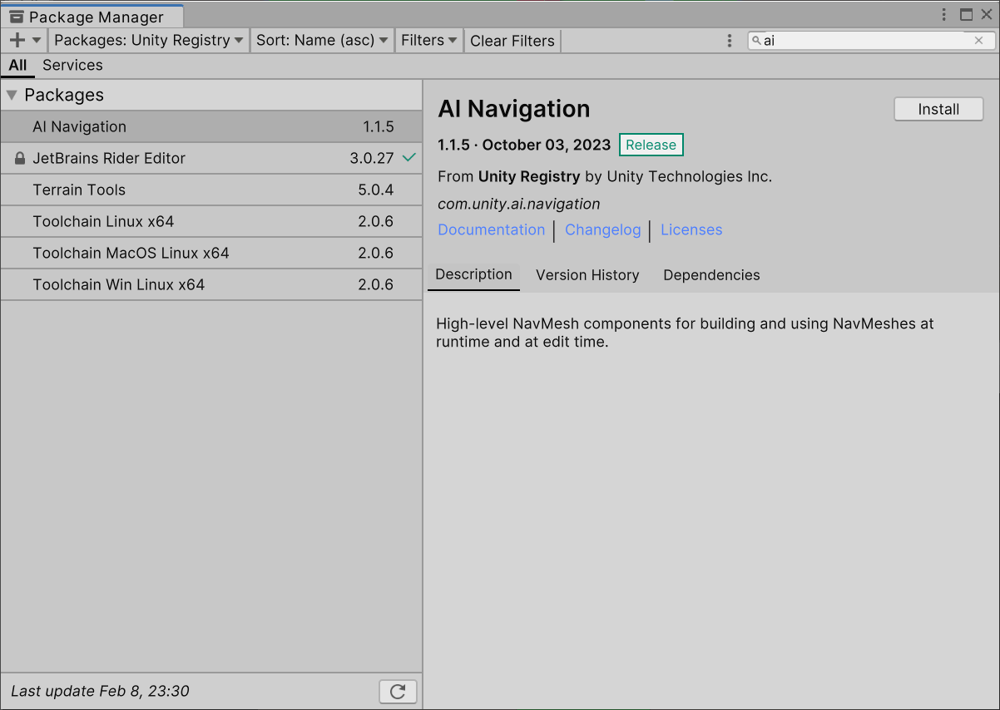 Package Manager
Packages: Unity Registry Sort: Name (asc) Filters Clear Filters ai
All Services
Packages
AI Navigation 1.1.5
JetBrains Rider Editor 3.0.27
Terrain Tools 5.0.4
Toolchain Linux x64 2.0.6
Toolchain MacOS Linux x64 2.0.6
Toolchain Win Linux x64 2.0.6
Last update Feb 8, 23:30
AI Navigation
Install
1.1.5 · October 03, 2023 Release
From Unity Registry by Unity Technologies Inc.
com.unity.ai.navigation
Documentation Changelog Licenses
Description Version History Dependencies
High-level NavMesh components for building and using NavMeshes at
runtime and at edit time.